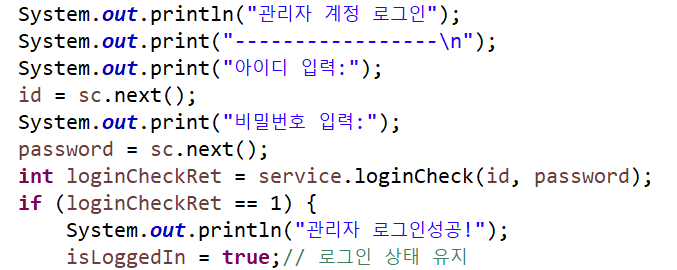 System.out.println("관리자 계정 로그인");
System.out.print("-----------------\n");
System.out.print("아이디 입력:");
id = sc.next();
System.out.print("비밀번호 입력:");
password = sc.next();
int loginCheckRet = service.loginCheck(id, password);
if (loginCheckRet == 1) {
    System.out.println("관리자 로그인성공!");
    isLoggedIn = true;// 로그인 상태 유지